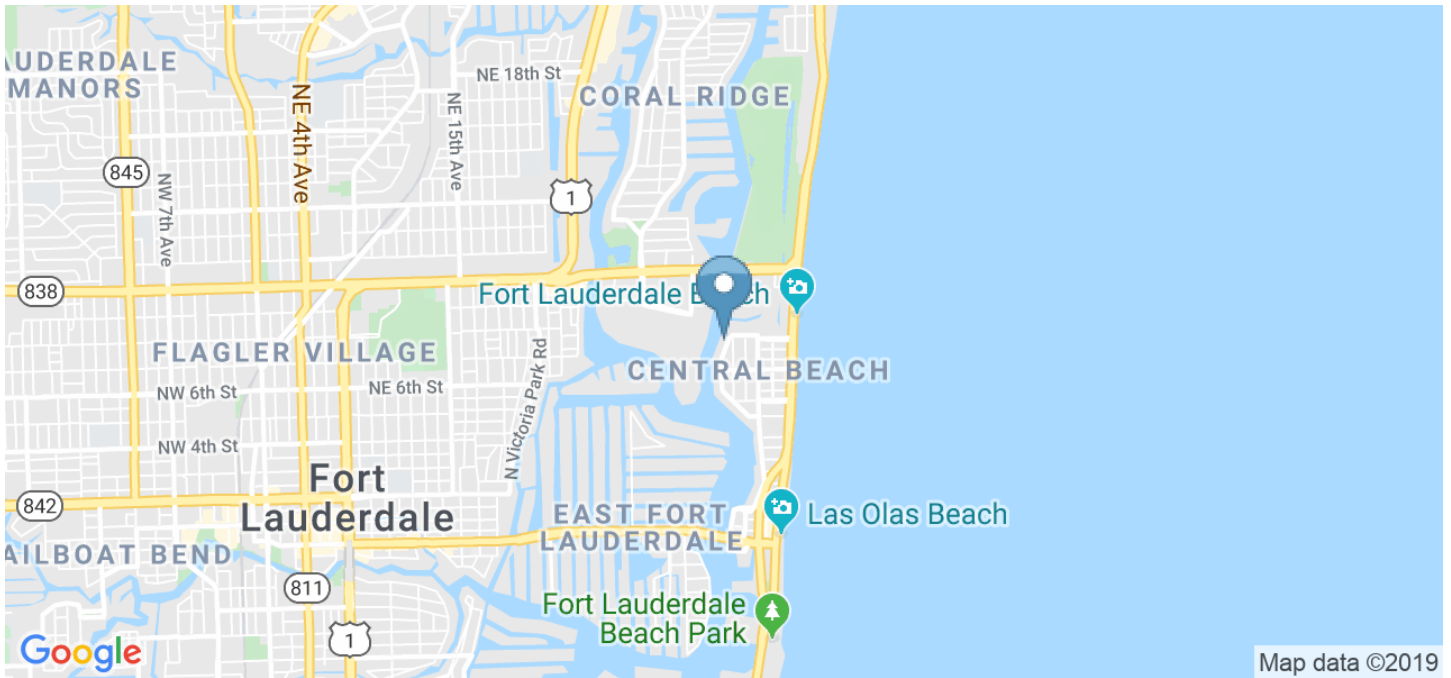 AUDERDALE
MANORS
NE 18th St
CORAL RIDGE
NE 4th Ave
NE 15th Ave
845
NW 7th Ave
1
838
Fort Lauderdale B ch
FLAGLER VILLAGE
CENTRAL BEACH
NW 6th St
NE 6th St
N Victoria Park Rd
NW 4th St
Fort
Lauderdale
842
EAST FORT
LAUDERDALE
Las Olas Beach
AILBOAT BEND
811
Fort Lauderdale
Beach Park
1
Google
Map data ©2019